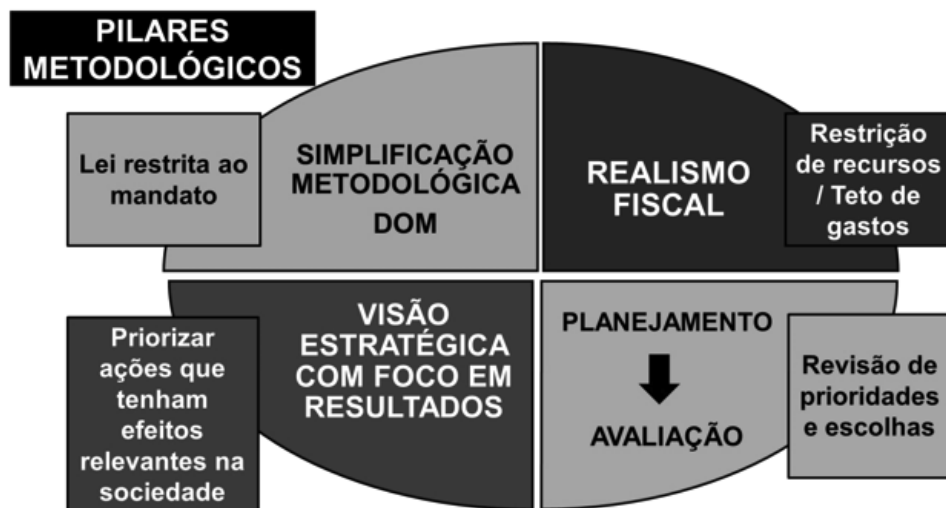 PILARES
METODOLÓGICOS
Lei restrita ao
mandato
SIMPLIFICAÇÃO
METODOLÓGICA
DOM
REALISMO
FISCAL
Restrição
de recursos
/ Teto de
gastos
Priorizar
ações que
tenham
efeitos
relevantes na
sociedade
VISÃO
ESTRATÉGICA
COM FOCO EM
RESULTADOS
PLANEJAMENTO
AVALIAÇÃO
Revisão de
prioridades
e escolhas